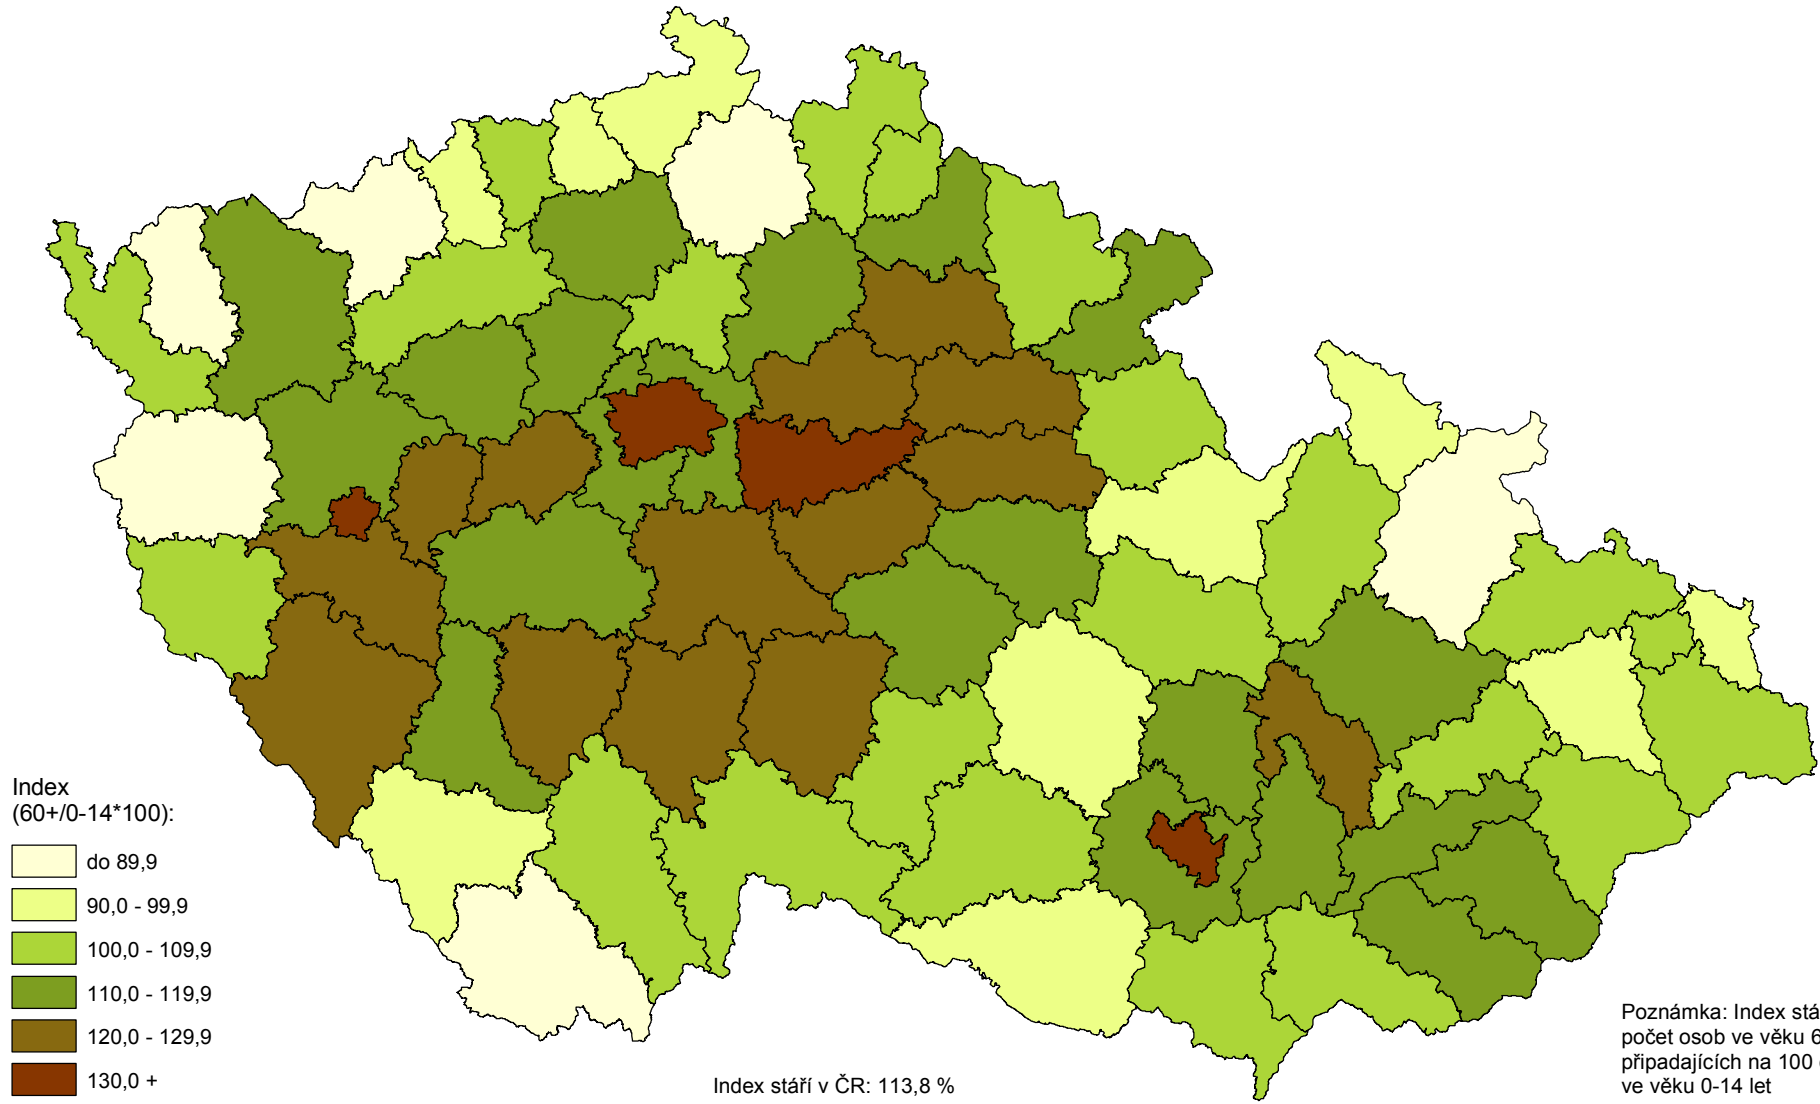 Index
(60+/0-14*100):
do 89,9
90,0 - 99,9
100,0 - 109,9
110,0 - 119,9
120,0 - 129,9
130,0 +
Index stáří v ČR: 113,8 %
Poznámka: Index
počet osob ve věku
připadajících na 100
ve věku 0-14 let